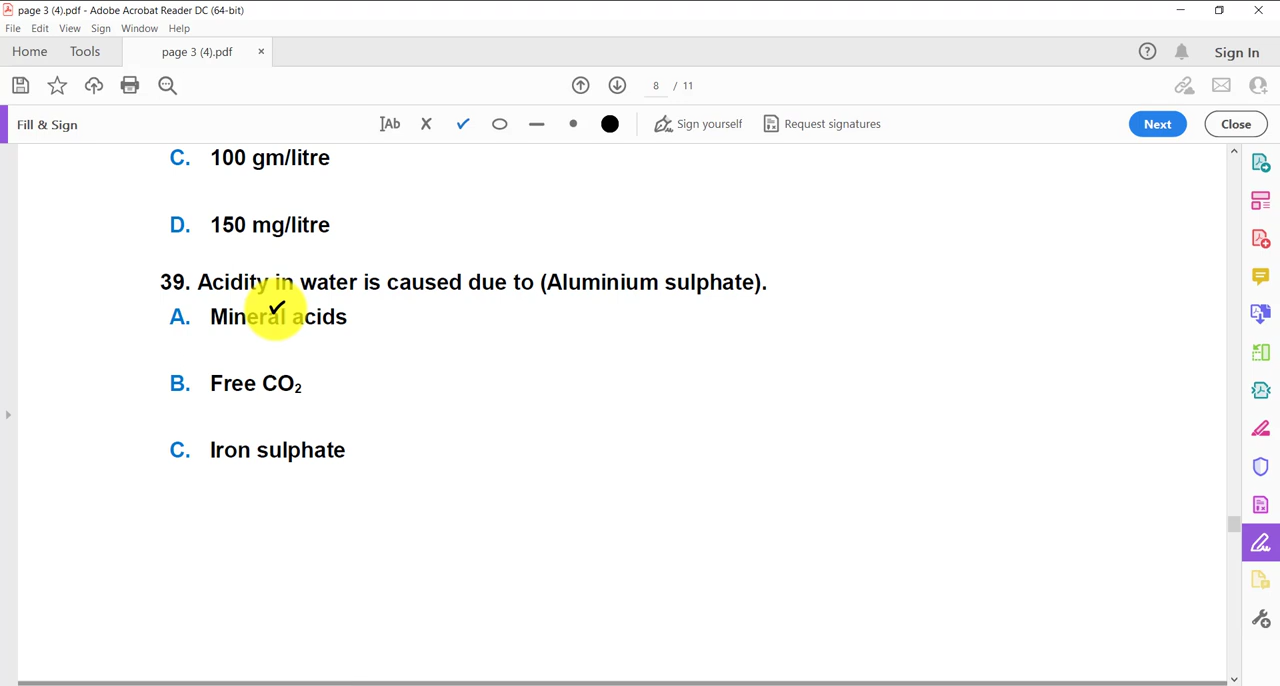 page 3 (4).pdf - Adobe Acrobat Reader DC (64-bit)
File Edit View Sign Window Help
Home Tools page 3 (4).pdf × Sign In
8 / 11
Fill & Sign Ab Sign yourself Request signatures Next Close
C. 100 gm/litre
D. 150 mg/litre
39. Acidity in water is caused due to (Aluminium sulphate).
A. Mineral acids
B. Free CO₂
C. Iron sulphate